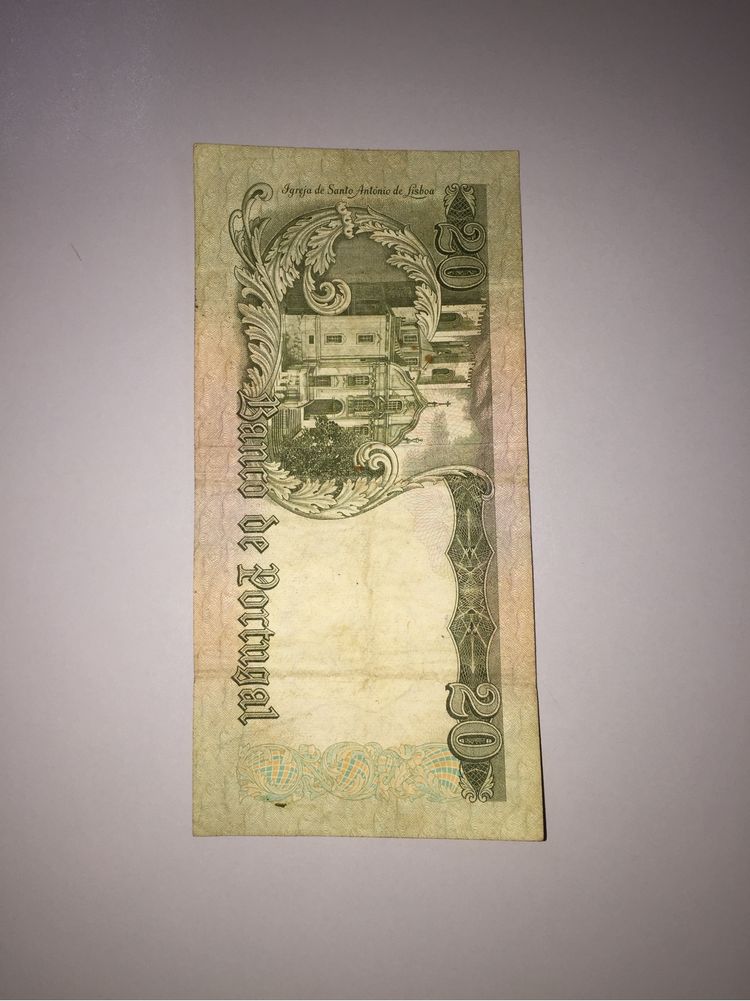 Igreja de Santo António de Lisboa
20
Banco de Portugal
20